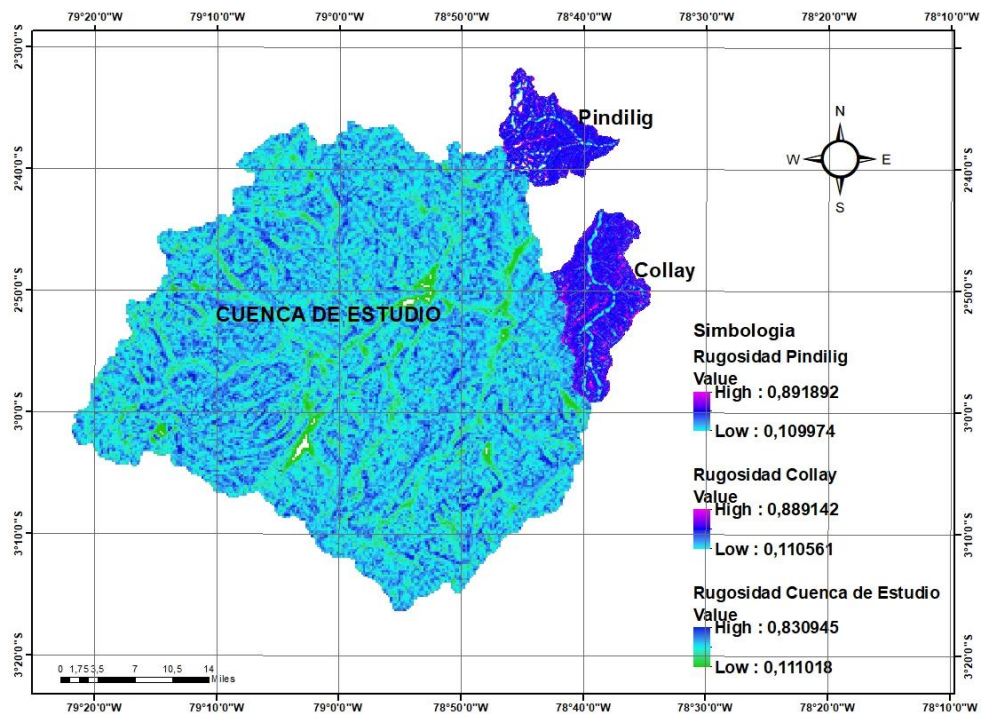 79°20'0"W 79°10'0"W 79°0'0"W 78°50'0"W 78°40'0"W 78°30'0"W 78°20'0"W 78°10'0"W
2°30'0"S
2°30'0"S
Pindilig
N
W E
S
2°40'0"S
2°40'0"S
Collay
2°50'0"S
2°50'0"S
CUENCA DE ESTUDIO
Simbologia
Rugosidad Pindilig
Value
High : 0,891892
Low : 0,109974
3°0'0"S
3°0'0"S
Rugosidad Collay
Value
High : 0,889142
Low : 0,110561
3°10'0"S
3°10'0"S
Rugosidad Cuenca de Estudio
Value
High : 0,830945
Low : 0,111018
3°20'0"S
3°20'0"S
0 1,75 3,5 7 10,5 14
Miles
79°20'0"W 79°10'0"W 79°0'0"W 78°50'0"W 78°40'0"W 78°30'0"W 78°20'0"W 78°10'0"W